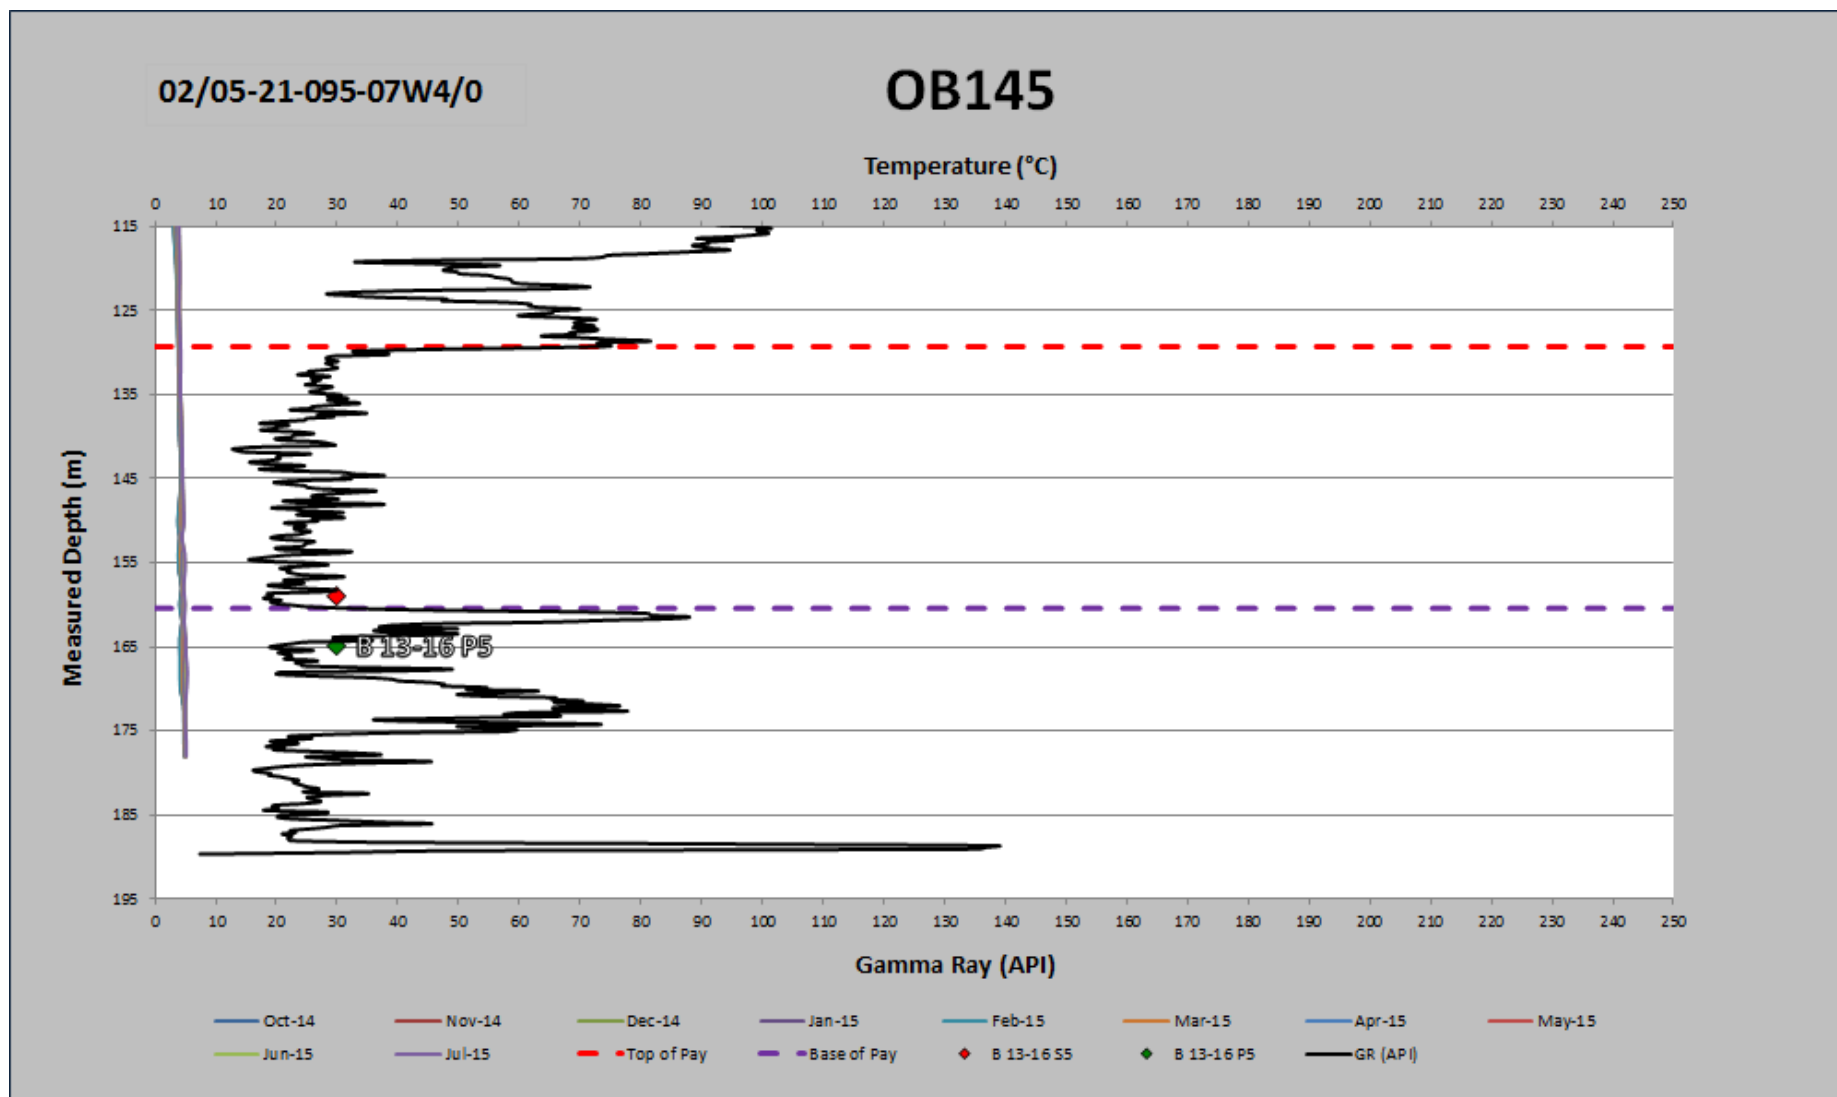 02/05-21-095-07W4/0
OB145
Temperature (°C)
0 10 20 30 40 50 60 70 80 90 100 110 120 130 140 150 160 170 180 190 200 210 220 230 240 250
115
125
135
145
155
165
175
185
195
Measured Depth (m)
B 13-16 P5
0 10 20 30 40 50 60 70 80 90 100 110 120 130 140 150 160 170 180 190 200 210 220 230 240 250
Gamma Ray (API)
Oct-14 Nov-14 Dec-14 Jan-15 Feb-15 Mar-15 Apr-15 May-15
Jun-15 Jul-15 Top of Pay Base of Pay B 13-16 S5 B 13-16 P5 GR (API)